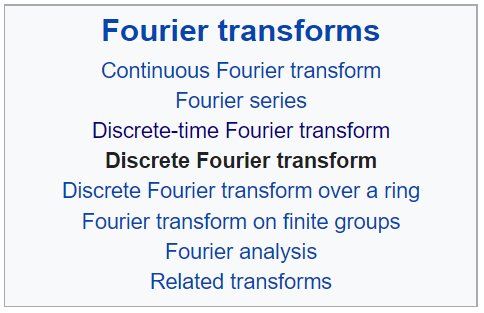 Fourier transforms
Continuous Fourier transform
Fourier series
Discrete-time Fourier transform
Discrete Fourier transform
Discrete Fourier transform over a ring
Fourier transform on finite groups
Fourier analysis
Related transforms